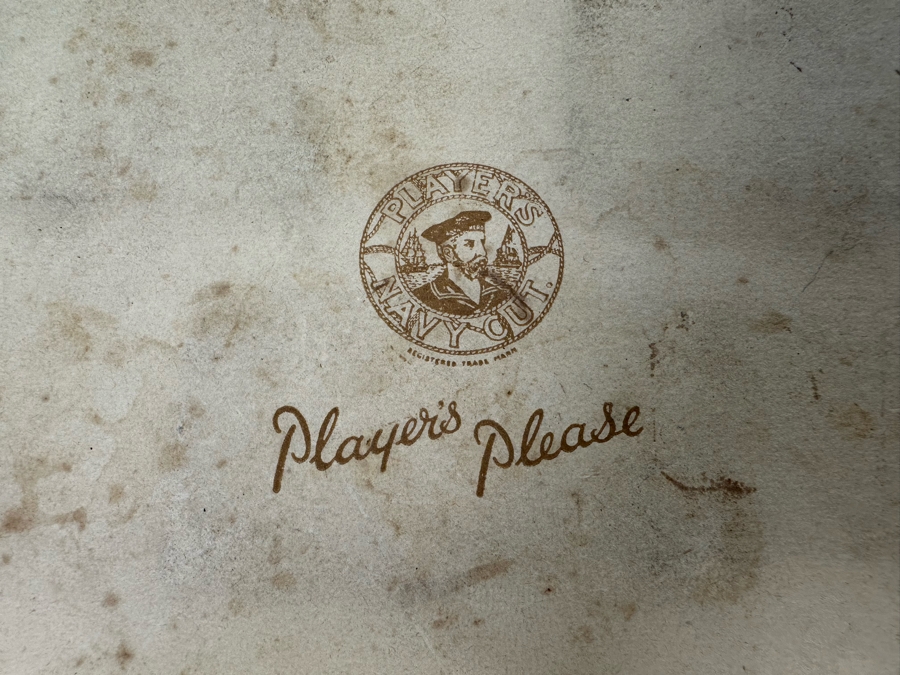 PLAYER'S
NAVY CUT.
REGISTERED TRADE MARK
Player's Please